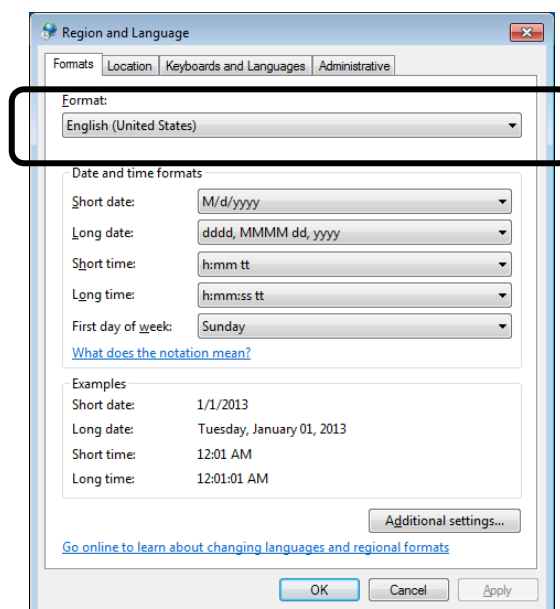 Region and Language
Formats Location Keyboards and Languages Administrative
Format:
English (United States)
Date and time formats
Short date: M/d/yyyy
Long date: dddd, MMMM dd, yyyy
Short time: h:mm tt
Long time: h:mm:ss tt
First day of week: Sunday
What does the notation mean?
Examples
Short date: 1/1/2013
Long date: Tuesday, January 01, 2013
Short time: 12:01 AM
Long time: 12:01:01 AM
Additional settings...
Go online to learn about changing languages and regional formats
OK Cancel Apply